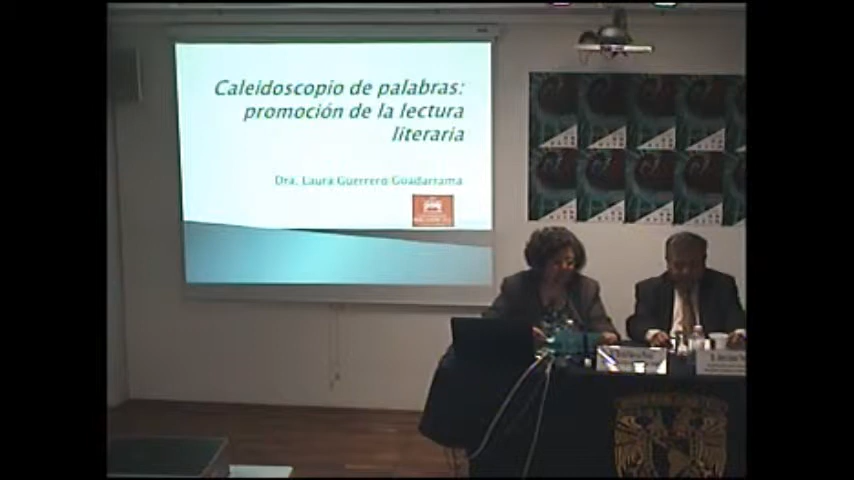 Caleidoscopio de palabras:
promoción de la lectura
literaria
Dra. Laura Guerrero Guadarrama